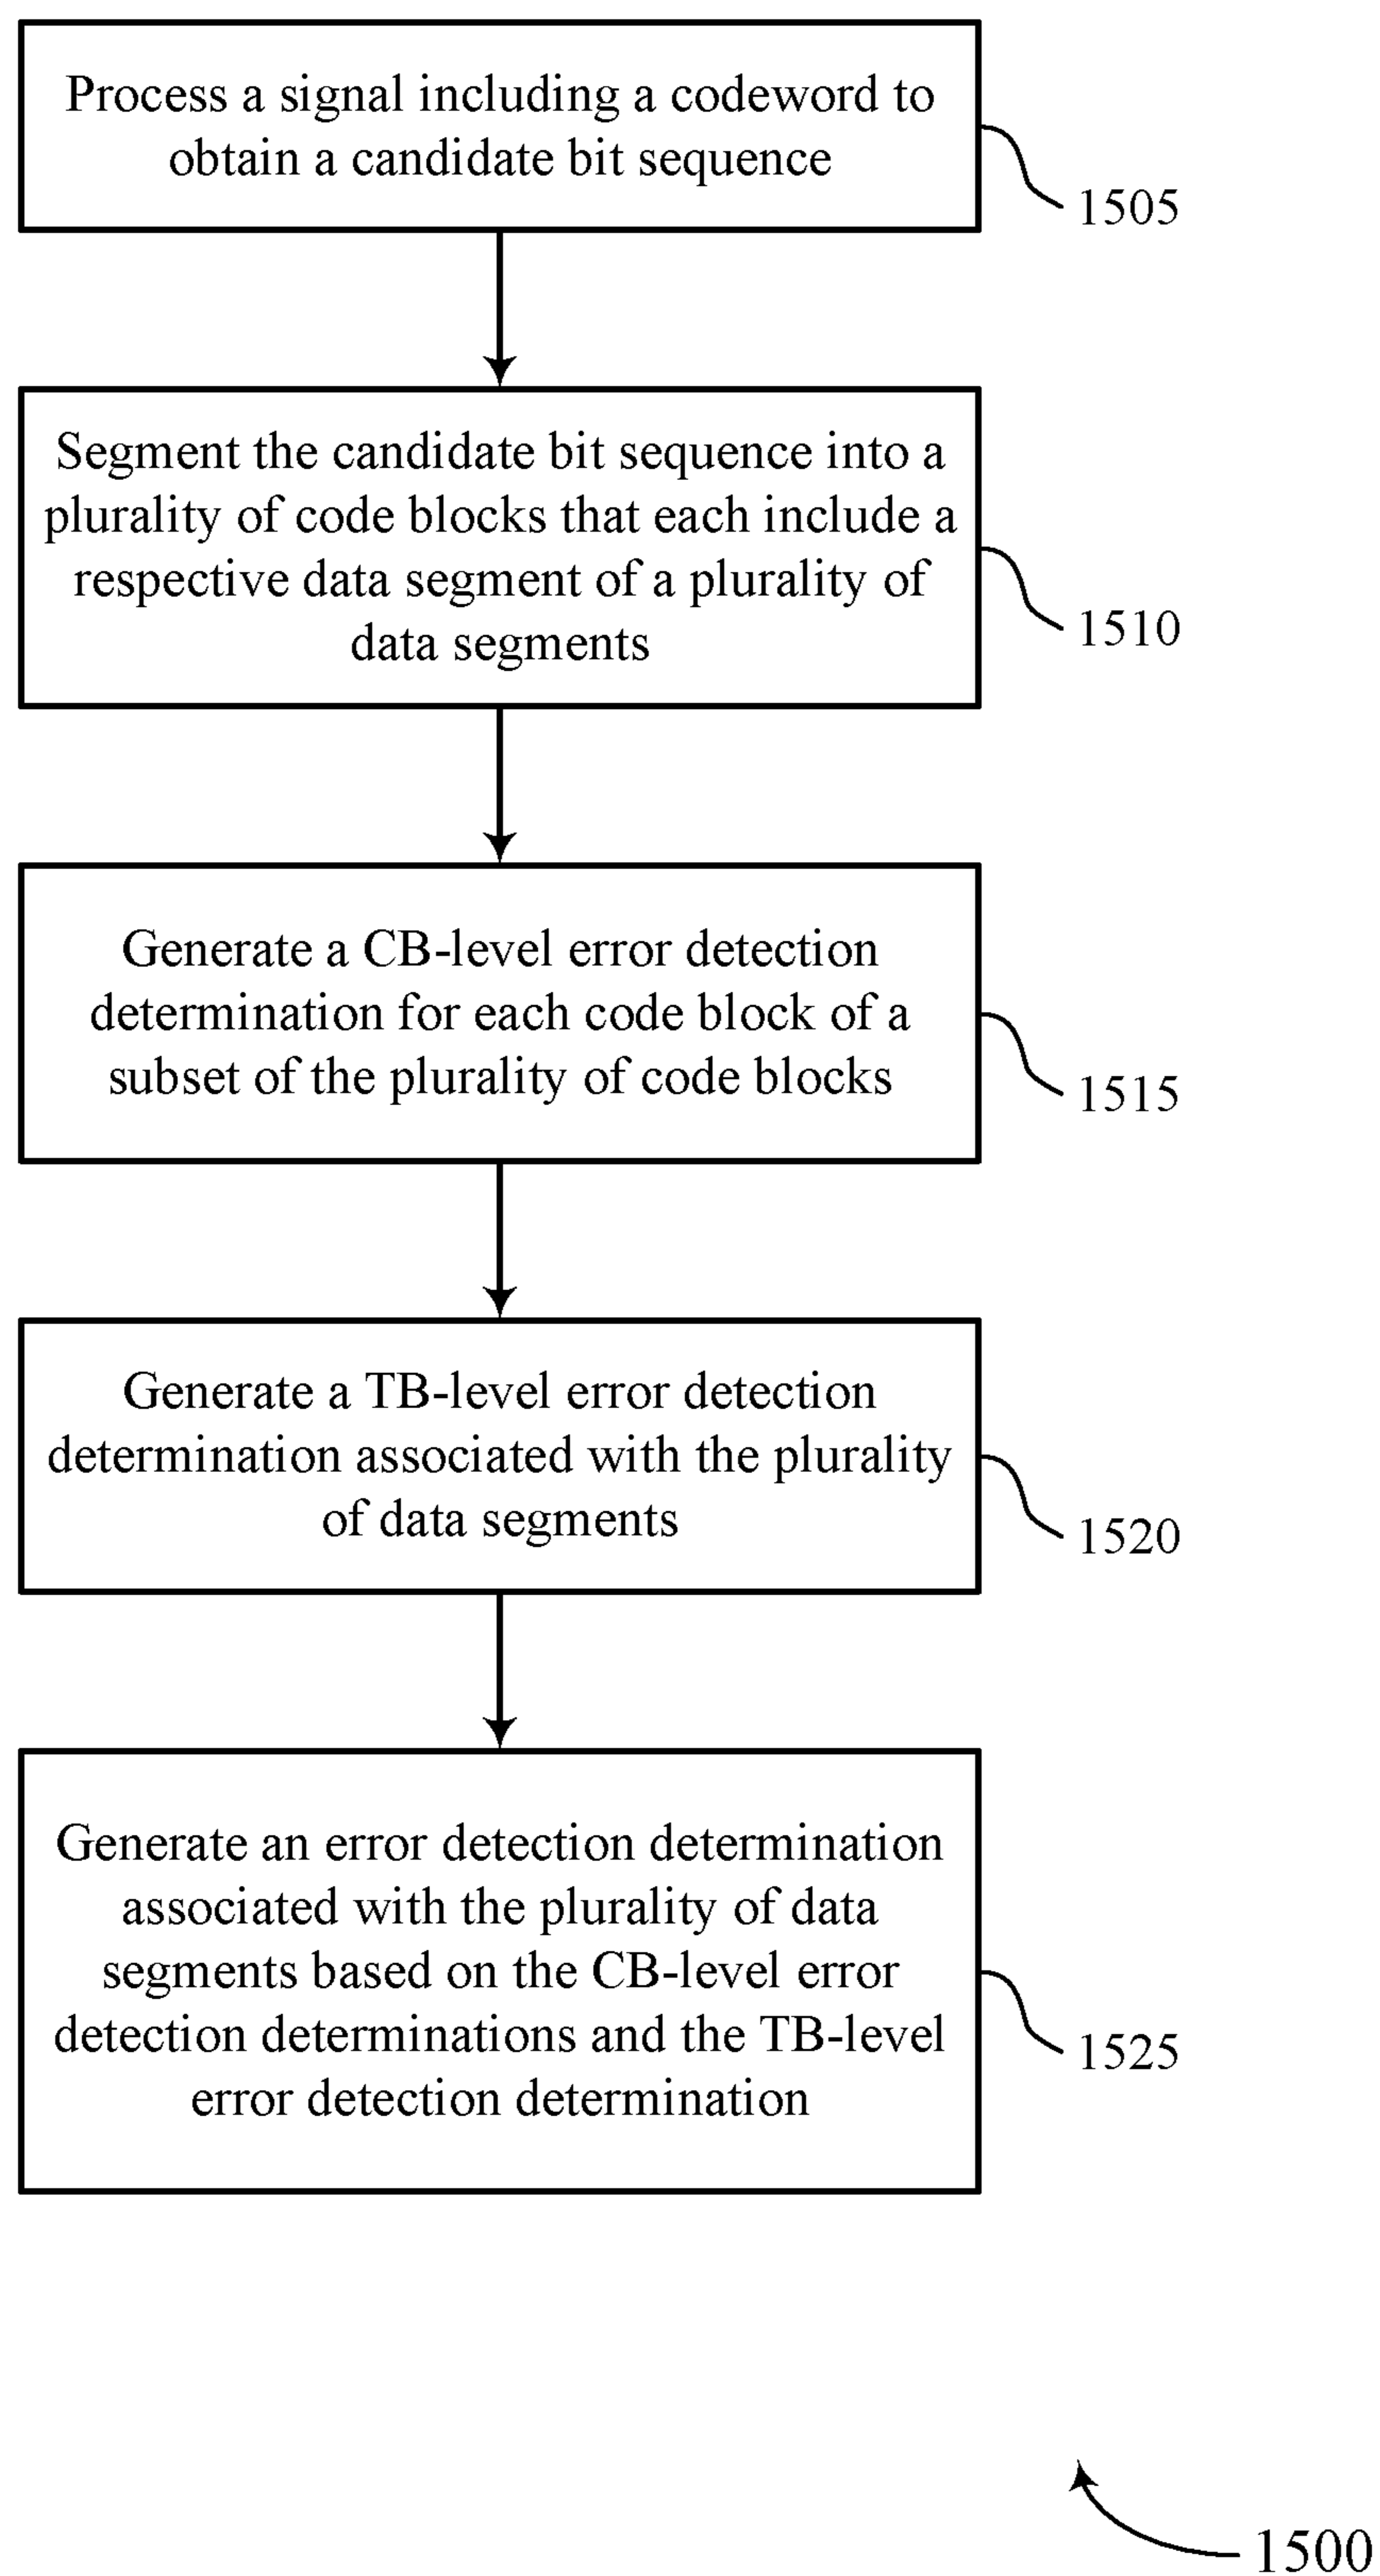 Process a signal including a codeword to
obtain a candidate bit sequence
1505
Segment the candidate bit sequence into a
plurality of code blocks that each include a
respective data segment of a plurality of
data segments
1510
Generate a CB-level error detection
determination for each code block of a
subset of the plurality of code blocks
1515
Generate a TB-level error detection
determination associated with the plurality
of data segments
1520
Generate an error detection determination
associated with the plurality of data
segments based on the CB-level error
detection determinations and the TB-level
error detection determination
1525
1500